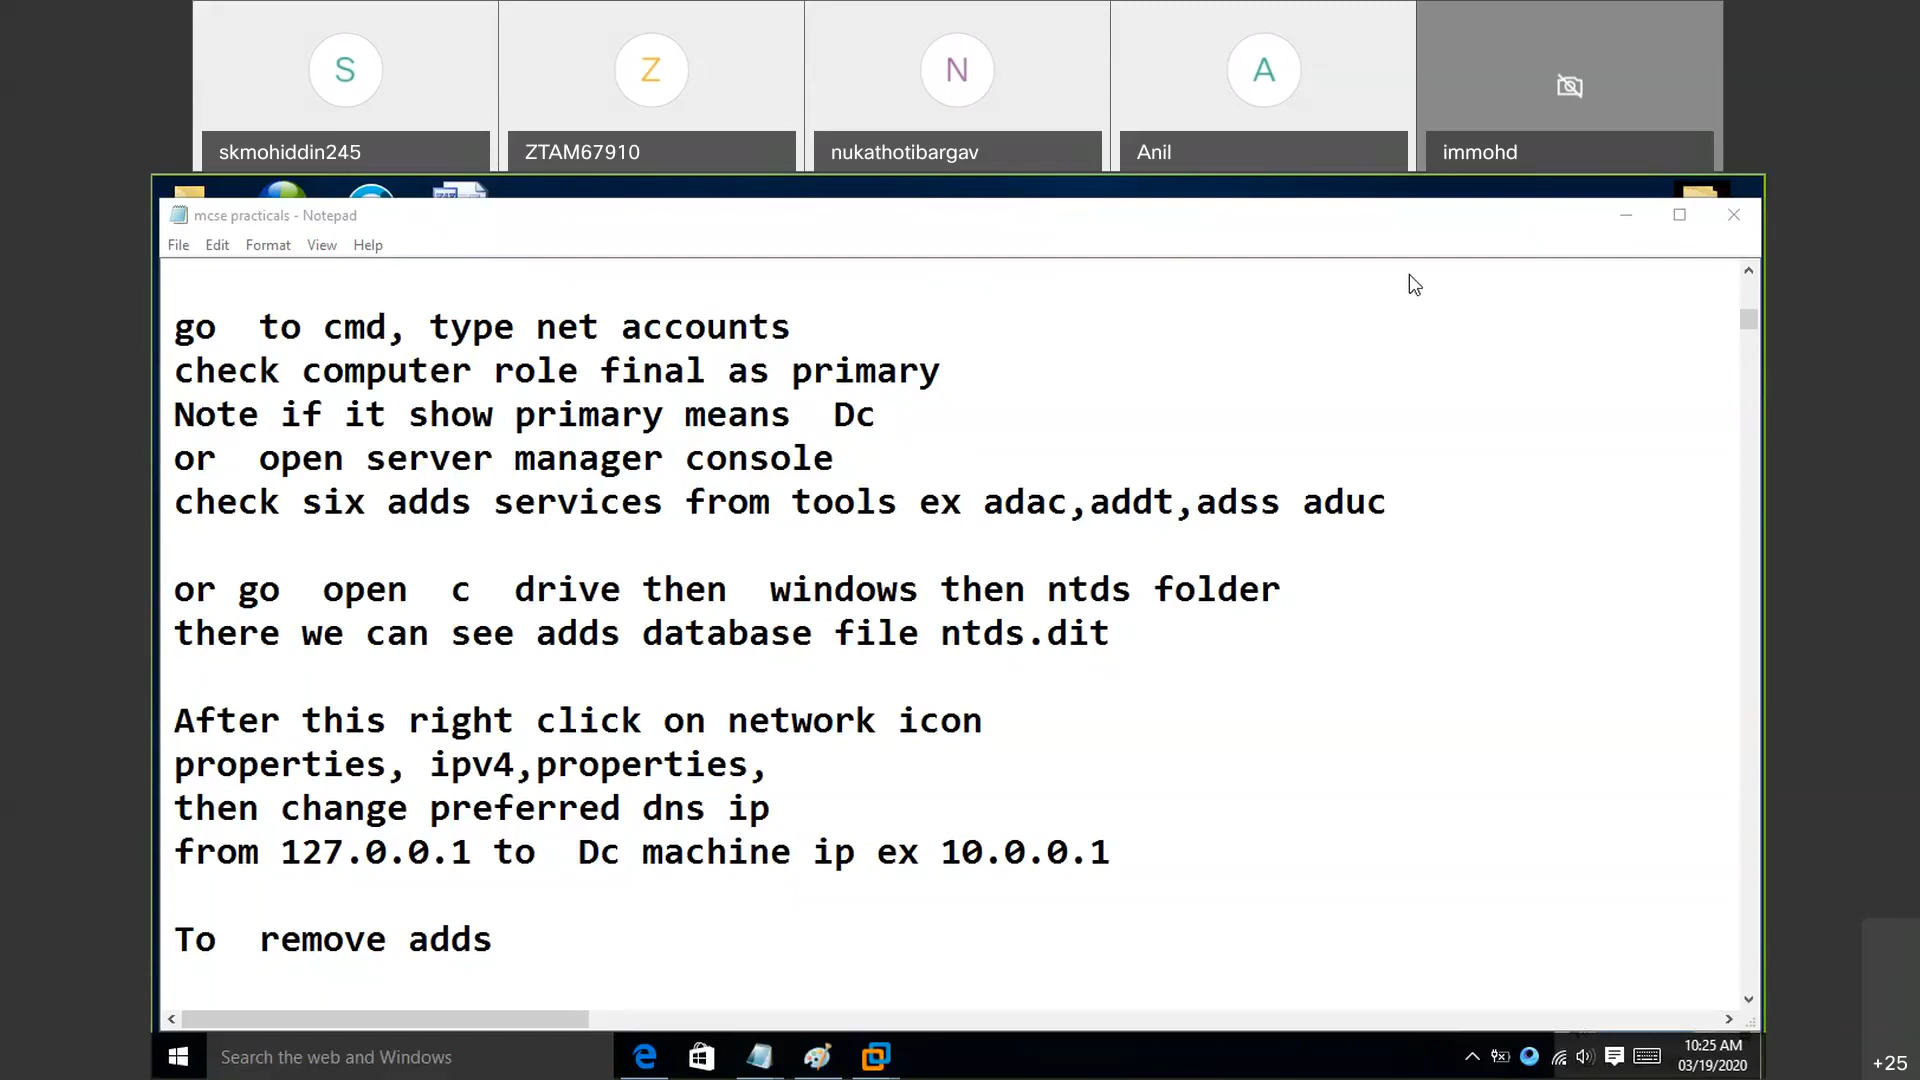 S
Z
N
A
skmohiddin245
ZTAM67910
nukathotibargav
Anil
immohd
mcse practicals - Notepad
File Edit Format View Help
go  to cmd, type net accounts
check computer role final as primary
Note if it show primary means  Dc
or  open server manager console
check six adds services from tools ex adac,addt,adss aduc
or go  open  c  drive then  windows then ntds folder
there we can see adds database file ntds.dit
After this right click on network icon
properties, ipv4,properties,
then change preferred dns ip
from 127.0.0.1 to  Dc machine ip ex 10.0.0.1
To  remove adds
Search the web and Windows
10:25 AM
03/19/2020
+25